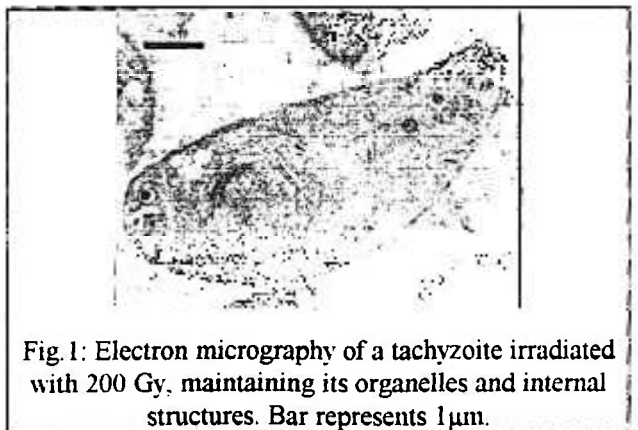 Fig.1: Electron micrography of a tachyzoite irradiated
with 200 Gy, maintaining its organelles and internal
structures. Bar represents 1µm.